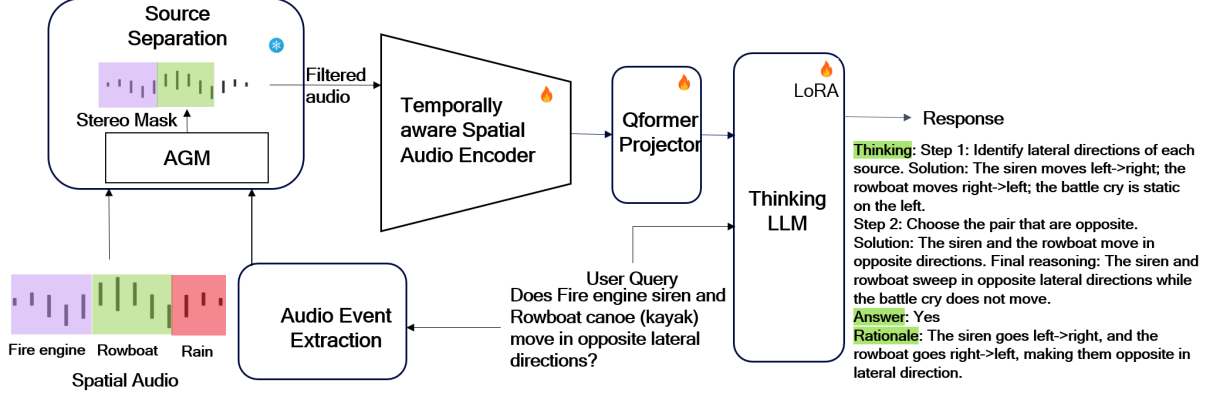 Source
Separation
Stereo Mask
AGM
Filtered
audio
Temporally
aware Spatial
Audio Encoder
Qformer
Projector
LoRA
Thinking
LLM
Response
Thinking: Step 1: Identify lateral directions of each
source. Solution: The siren moves left->right; the
rowboat moves right->left; the battle cry is static
on the left.
Step 2: Choose the pair that are opposite.
Solution: The siren and the rowboat move in
opposite directions. Final reasoning: The siren and
rowboat sweep in opposite lateral directions while
the battle cry does not move.
Answer: Yes
Rationale: The siren goes left->right, and the
rowboat goes right->left, making them opposite in
lateral direction.
User Query
Does Fire engine siren and
Rowboat canoe (kayak)
move in opposite lateral
directions?
Audio Event
Extraction
Fire engine
Rowboat
Rain
Spatial Audio